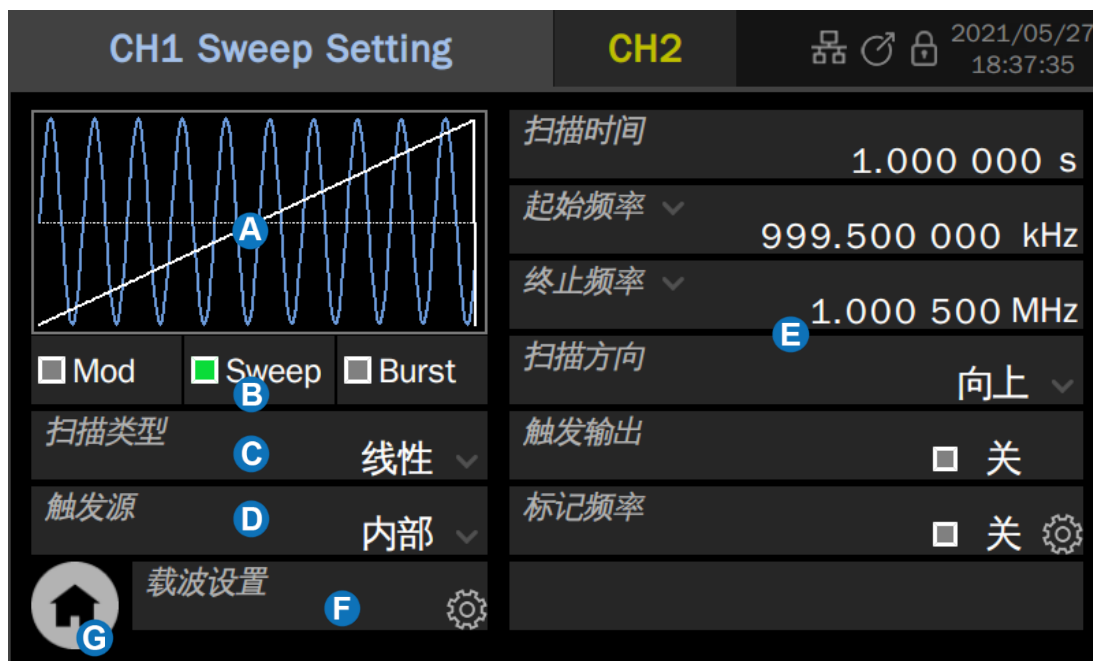 CH1 Sweep Setting
CH2
2021/05/27
18:37:35
A
Mod
Sweep
Burst
B
扫描类型
C
线性
触发源
D
内部
载波设置
F
G
扫描时间
1.000 000 s
起始频率
999.500 000 kHz
终止频率
1.000 500 MHz
E
扫描方向
向上
触发输出
关
标记频率
关